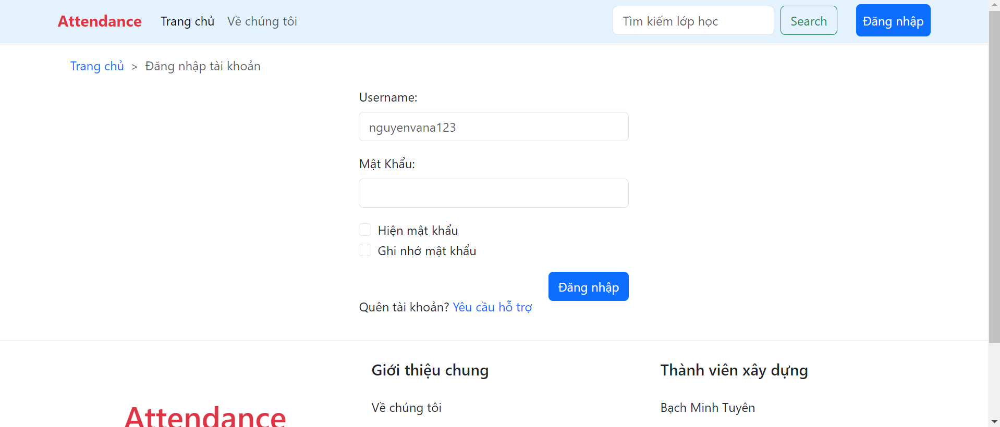 Attendance Trang chủ Về chúng tôi Tìm kiếm lớp học Search Đăng nhập
Trang chủ > Đăng nhập tài khoản
Username:
nguyenvana123
Mật Khẩu:
Hiện mật khẩu
Ghi nhớ mật khẩu
Đăng nhập
Quên tài khoản? Yêu cầu hỗ trợ
Giới thiệu chung
Thành viên xây dựng
Attendance
Về chúng tôi
Bạch Minh Tuyên